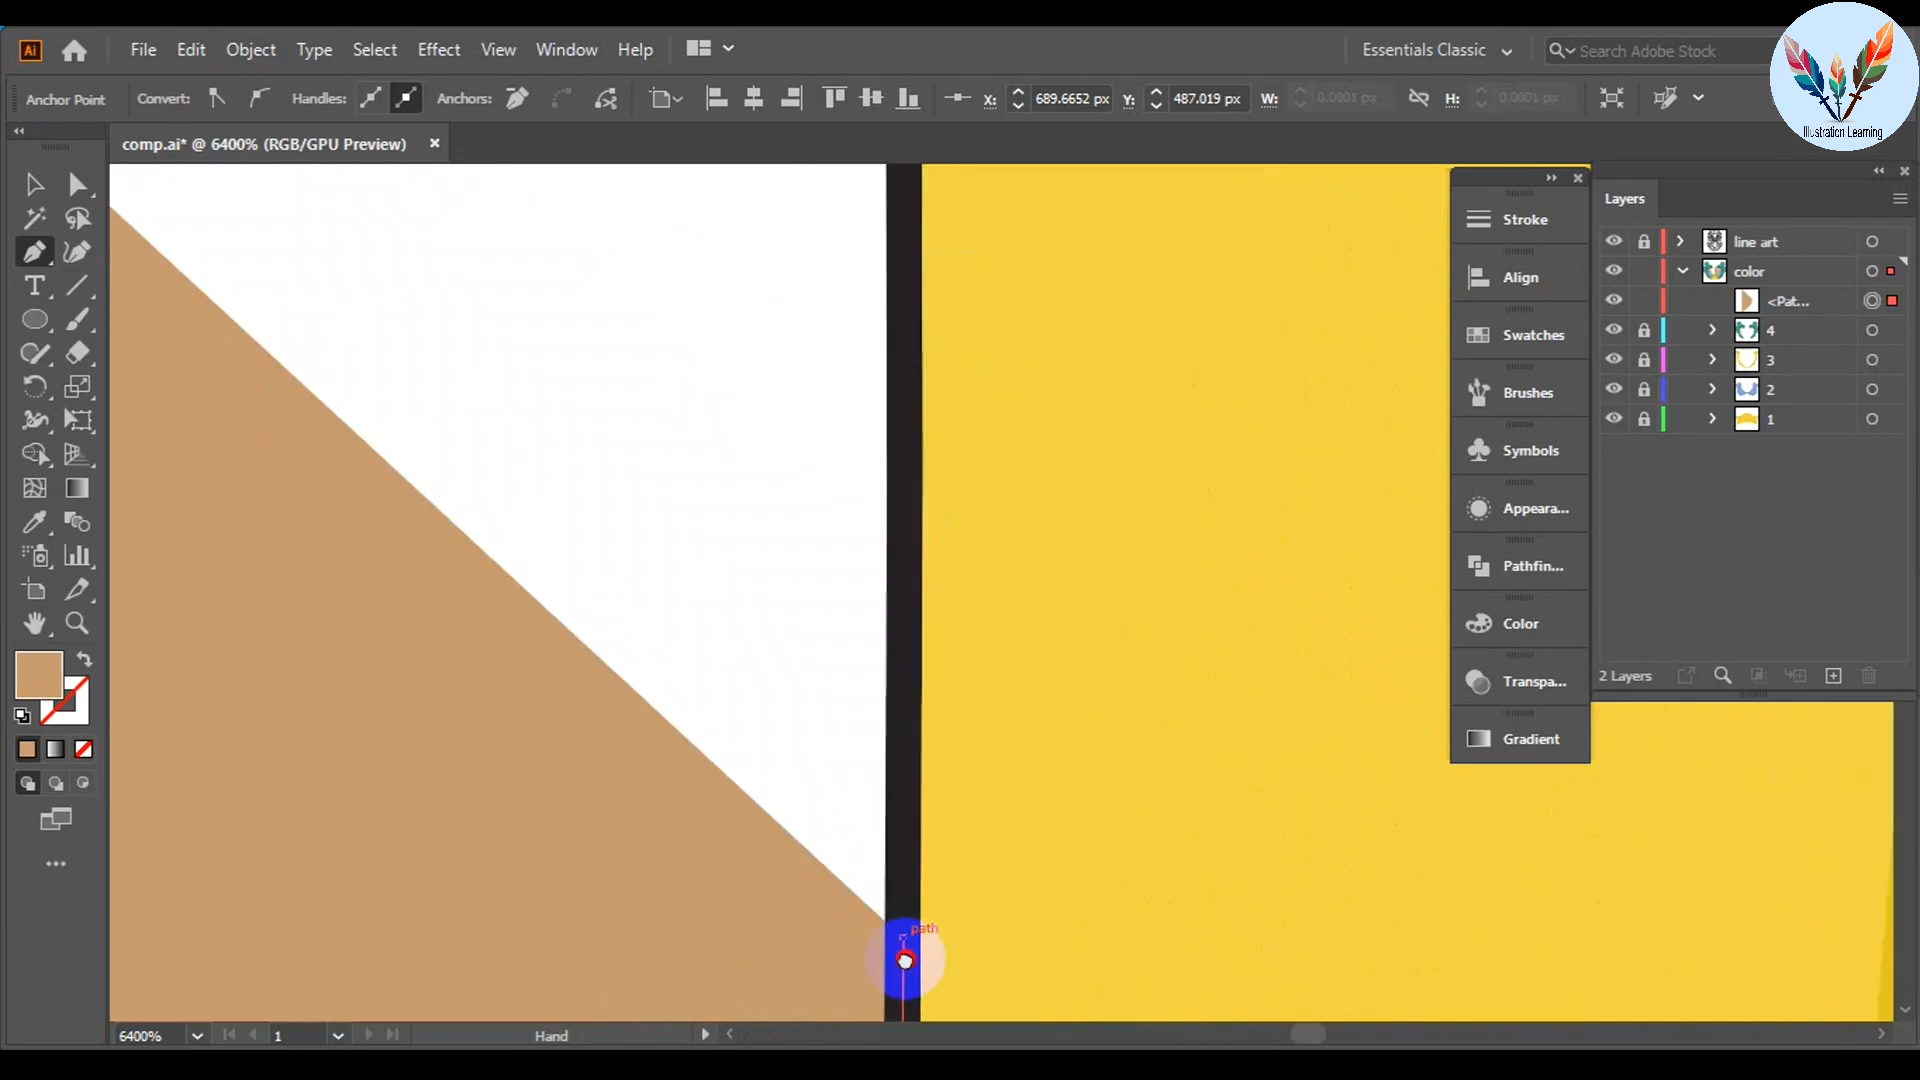 Ai File Edit Object Type Select Effect View Window Help Essentials Classic Search Adobe Stock
Anchor Point Convert: Handles: Anchors: X: 689.6652 px Y: 487.019 px W: 0.0001 px H: 0.0001 px
Illustration Learning
comp.ai* @ 6400% (RGB/GPU Preview)
Layers
line art
color
<Pat...
4
3
2
1
2 Layers
Stroke
Align
Swatches
Brushes
Symbols
Appeara...
Pathfin...
Color
Transpa...
Gradient
path
6400% 1 Hand